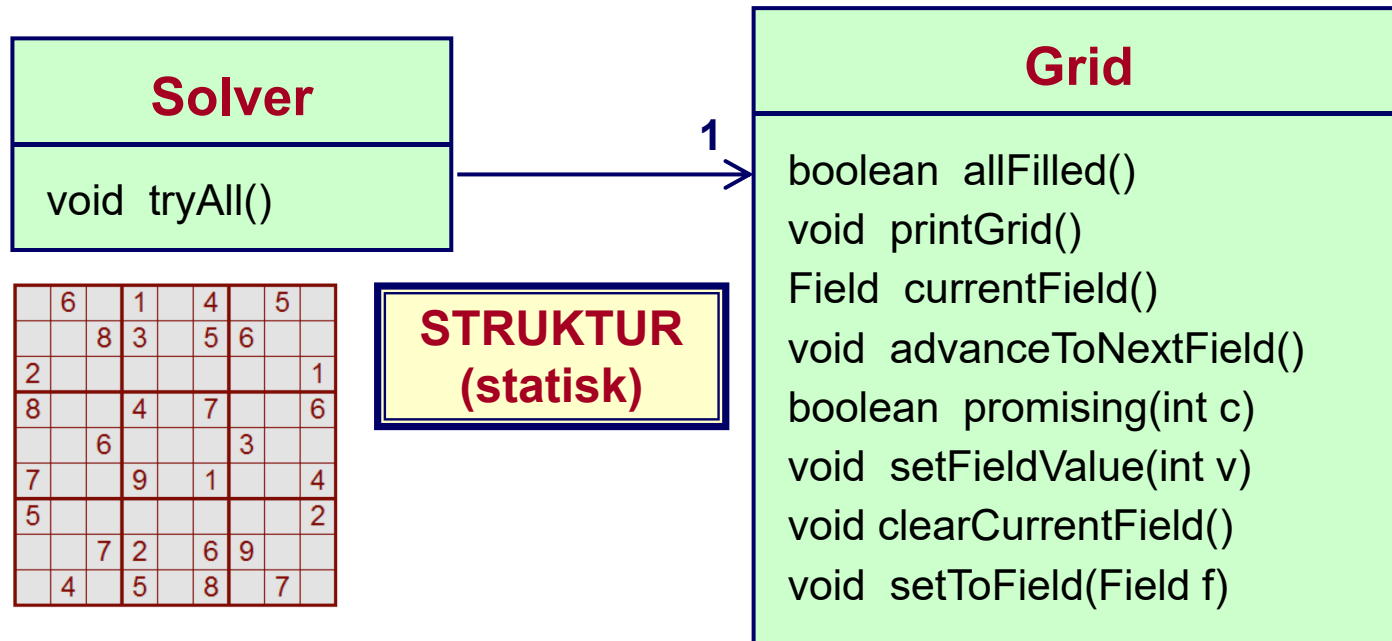 Solver
void tryAll()
1
Grid
boolean allFilled()
void printGrid()
Field currentField()
void advanceToNextField()
boolean promising(int c)
void setFieldValue(int v)
void clearCurrentField()
void setToField(Field f)
STRUKTUR
(statisk)
6 1 4 5
8 3 5 6
2 1
8 4 7 6
6 3
7 9 1 4
5 2
7 2 6 9
4 5 8 7